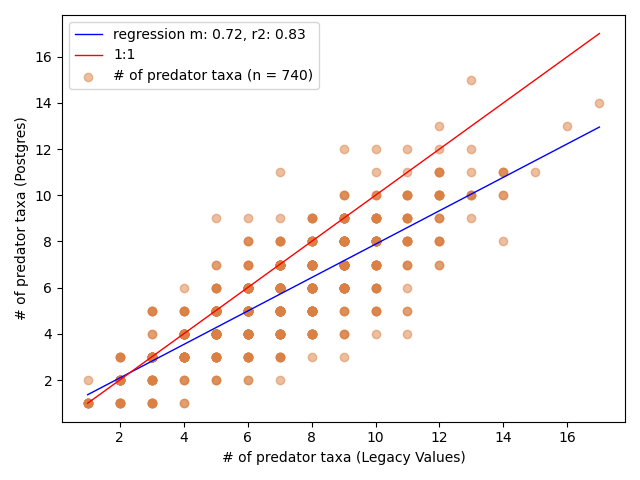 regression m: 0.72, r2: 0.83
1:1
# of predator taxa (n = 740)
# of predator taxa (Postgres)
16
14
12
10
8
6
4
2
2 4 6 8 10 12 14 16
# of predator taxa (Legacy Values)